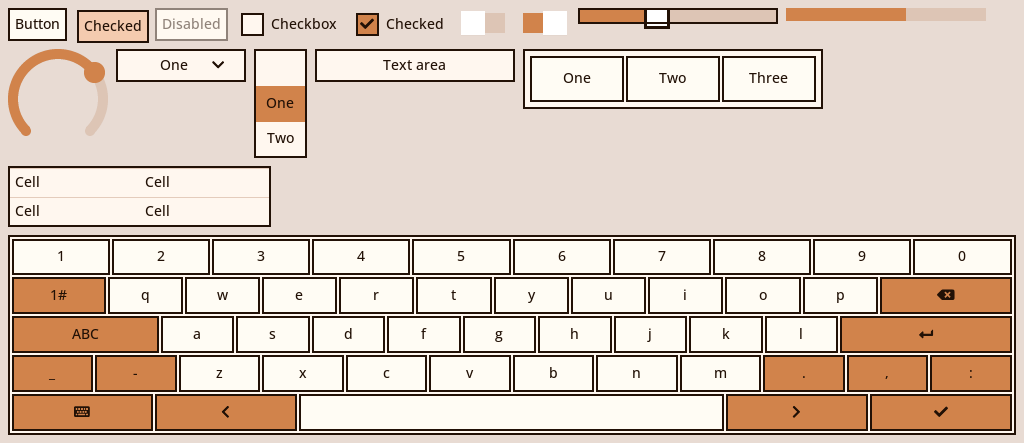 Button Checked Disabled Checkbox Checked
One One Two Text area One Two Three
Cell Cell
Cell Cell
1 2 3 4 5 6 7 8 9 0
1# q w e r t y u i o p
ABC a s d f g h j k l
_ - z x c v b n m . , :